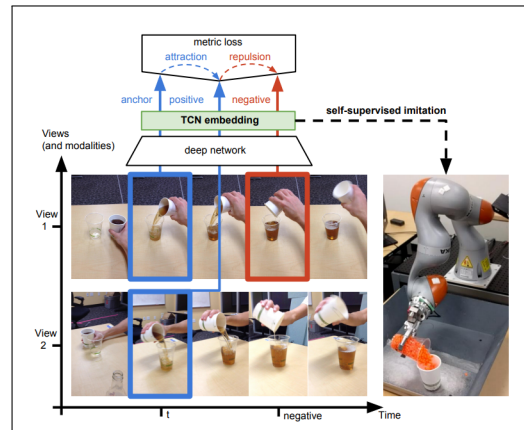 metric loss
attraction repulsion
anchor positive negative
self-supervised imitation
TCN embedding
Views
(and modalities)
deep network
View
1
View
2
t negative Time